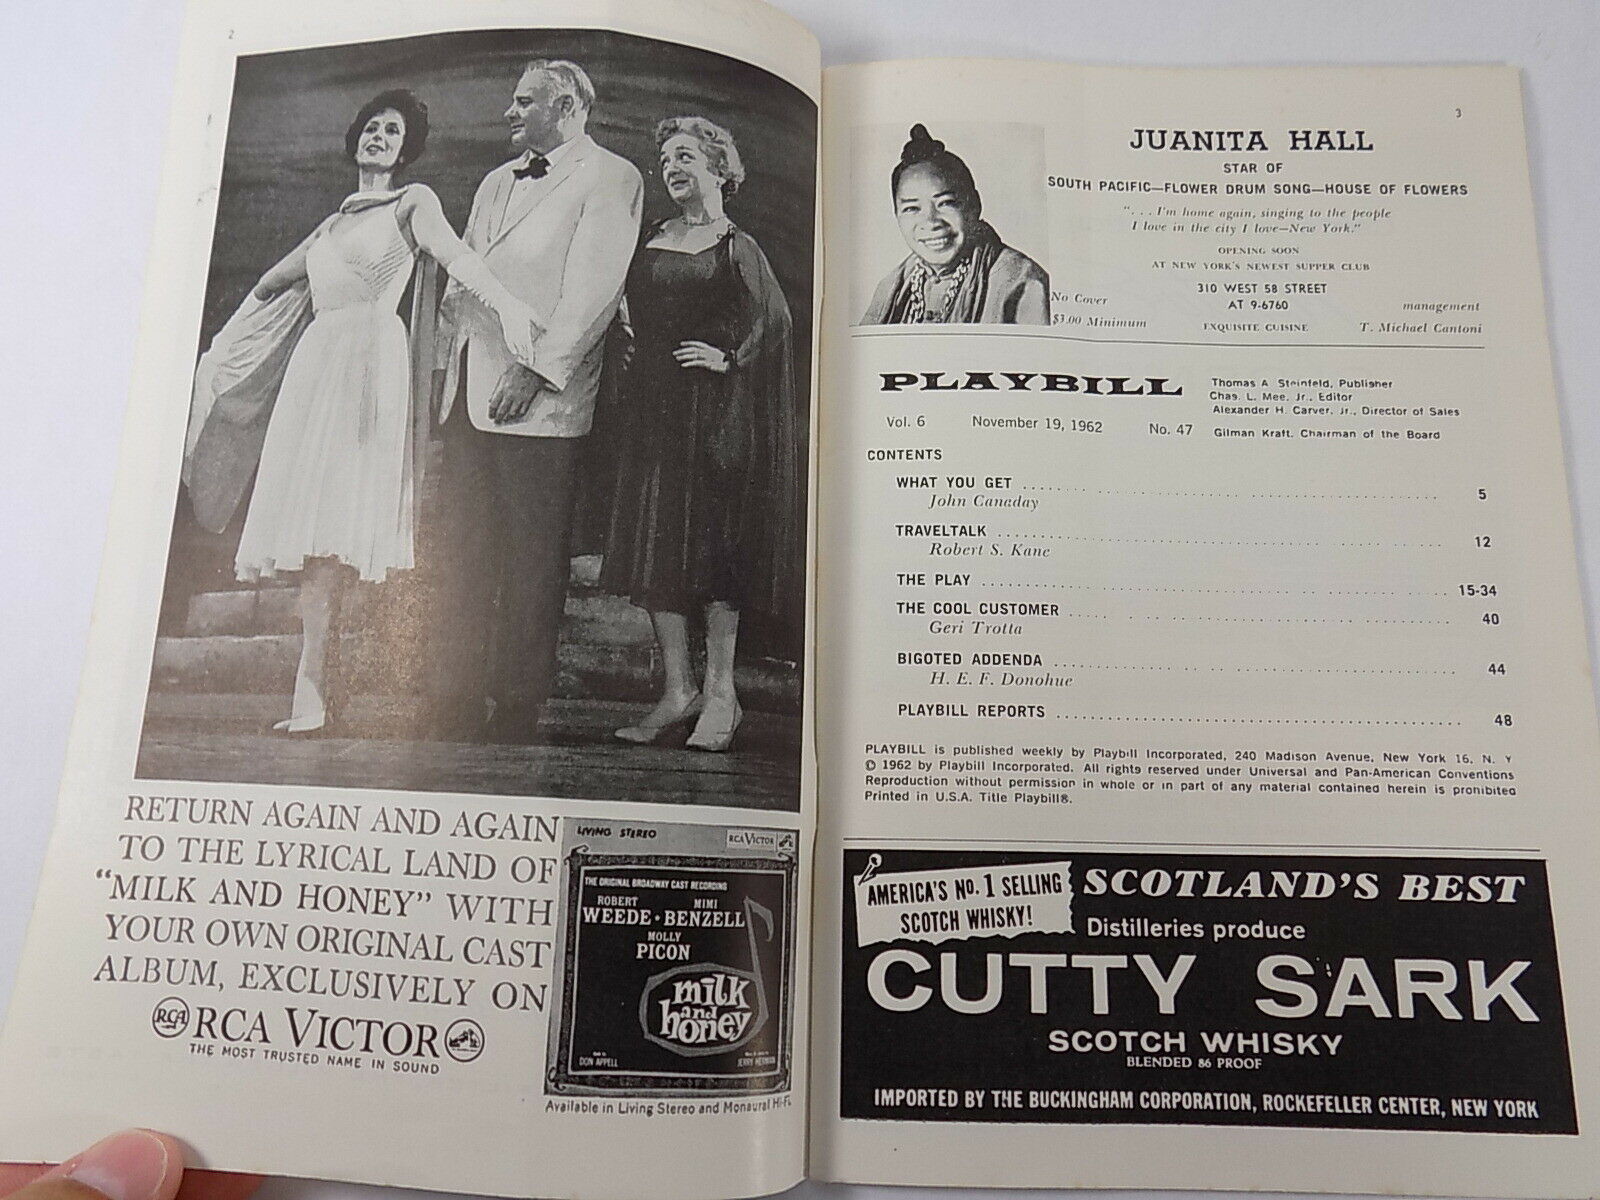 2
RETURN AGAIN AND AGAIN
TO THE LYRICAL LAND OF
“MILK AND HONEY” WITH
YOUR OWN ORIGINAL CAST
ALBUM, EXCLUSIVELY ON
RCA RCA VICTOR
THE MOST TRUSTED NAME IN SOUND
LIVING STEREO
RCA VICTOR
THE ORIGINAL BROADWAY CAST RECORDING
ROBERT MIMI
WEEDE · BENZELL
MOLLY
PICON
milk
and
honey
DON APPELL
JERRY HERMAN
Available in Living Stereo and Monaural Hi-Fi
3
JUANITA HALL
STAR OF
SOUTH PACIFIC—FLOWER DRUM SONG—HOUSE OF FLOWERS
“. . . I'm home again, singing to the people
I love in the city I love—New York.”
OPENING SOON
AT NEW YORK'S NEWEST SUPPER CLUB
310 WEST 58 STREET
AT 9-6760
No Cover
$3.00 Minimum
EXQUISITE CUISINE
management
T. Michael Cantoni
PLAYBILL
Vol. 6 November 19, 1962 No. 47
Thomas A. Steinfeld, Publisher
Chas. L. Mee, Jr., Editor
Alexander H. Carver, Jr., Director of Sales
Gilman Kraft, Chairman of the Board
CONTENTS
WHAT YOU GET 5
John Canaday
TRAVELTALK 12
Robert S. Kane
THE PLAY 15-34
THE COOL CUSTOMER 40
Geri Trotta
BIGOTED ADDENDA 44
H. E. F. Donohue
PLAYBILL REPORTS 48
PLAYBILL is published weekly by Playbill Incorporated, 240 Madison Avenue, New York 16, N. Y
© 1962 by Playbill Incorporated. All rights reserved under Universal and Pan-American Conventions
Reproduction without permission in whole or in part of any material contained herein is prohibited
Printed in U.S.A. Title Playbill®.
AMERICA'S NO. 1 SELLING
SCOTCH WHISKY!
SCOTLAND'S BEST
Distilleries produce
CUTTY SARK
SCOTCH WHISKY
BLENDED 86 PROOF
IMPORTED BY THE BUCKINGHAM CORPORATION, ROCKEFELLER CENTER, NEW YORK